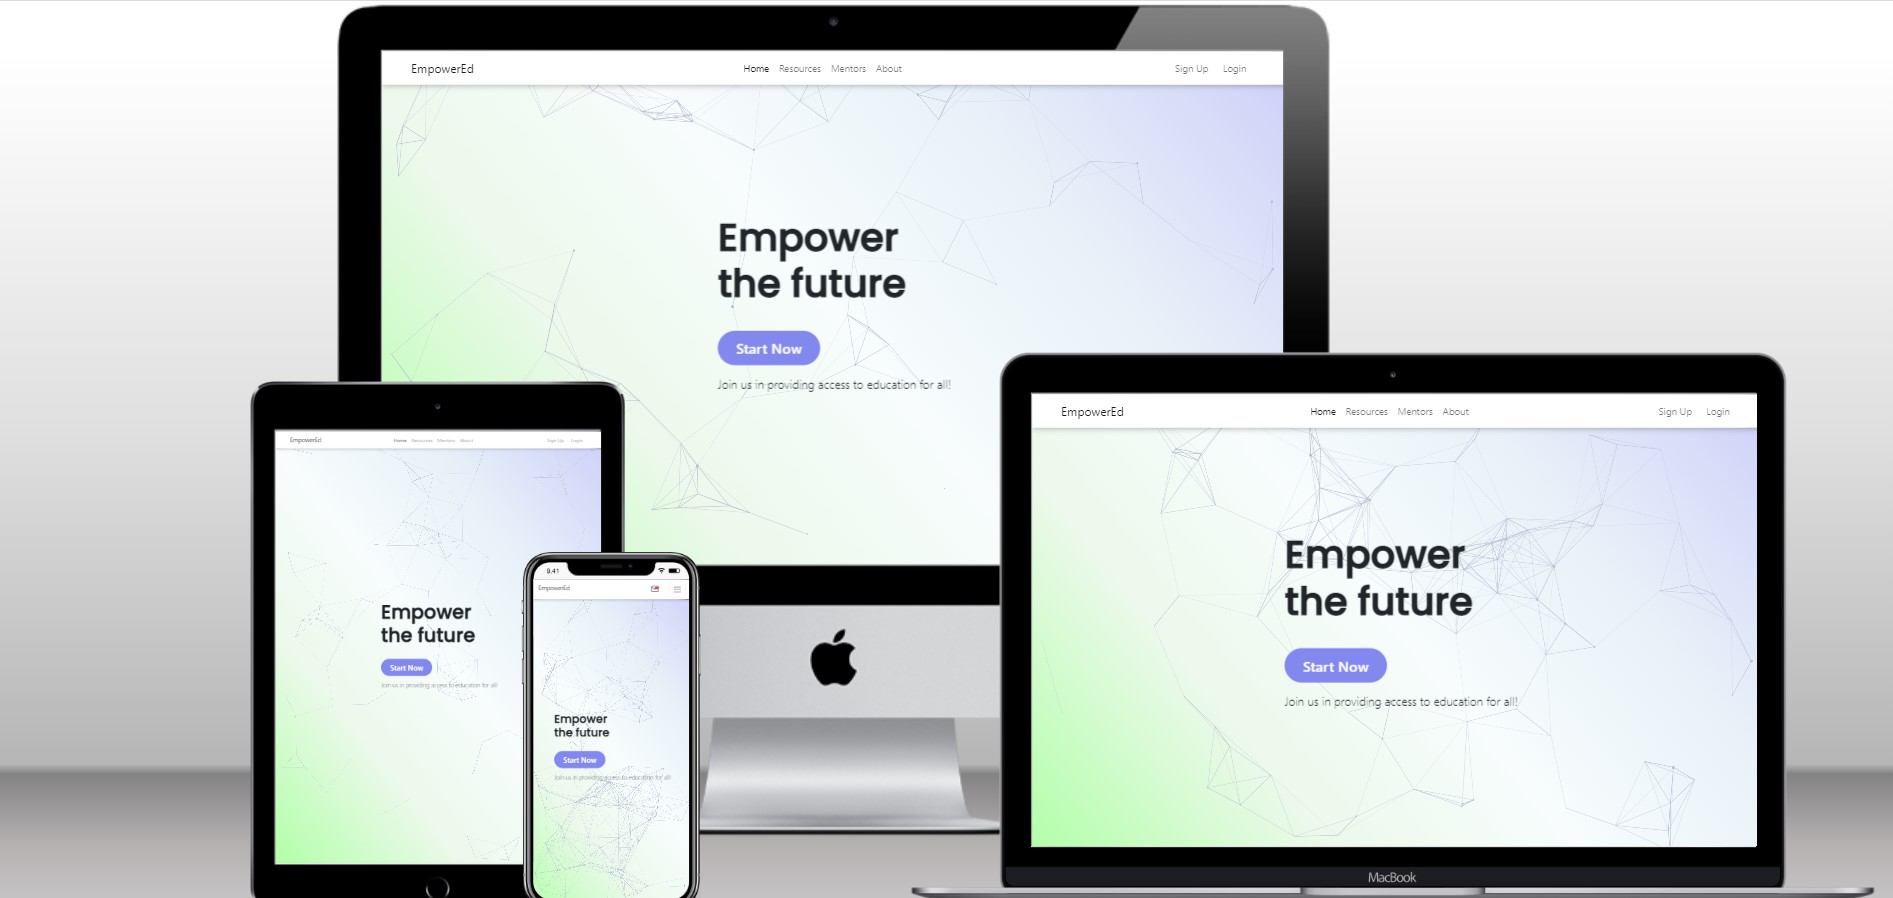 EmpowerEd Home Resources Mentors About Sign Up Login
Empower
the future
Start Now
Join us in providing access to education for all!
EmpowerEd Home Resources Mentors About Sign Up Login
Empower
the future
Start Now
Join us in providing access to education for all!
MacBook
EmpowerEd Home Resources Mentors About Sign Up Login
Empower
the future
Start Now
Join us in providing access to education for all!
9:41
EmpowerEd
Empower
the future
Start Now
Join us in providing access to education for all!